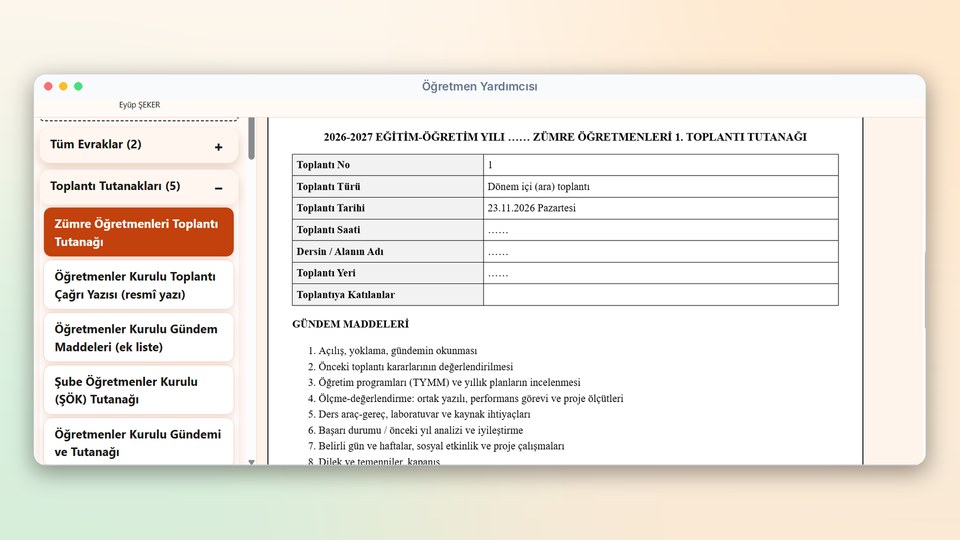 Öğretmen Yardımcısı
Eyüp ŞEKER
Tüm Evraklar (2) +
Toplantı Tutanakları (5) –
Zümre Öğretmenleri Toplantı
Tutanağı
Öğretmenler Kurulu Toplantı
Çağrı Yazısı (resmî yazı)
Öğretmenler Kurulu Gündem
Maddeleri (ek liste)
Şube Öğretmenler Kurulu
(ŞÖK) Tutanağı
Öğretmenler Kurulu Gündemi
ve Tutanağı
2026-2027 EĞİTİM-ÖĞRETİM YILI …… ZÜMRE ÖĞRETMENLERİ 1. TOPLANTI TUTANAĞI
Toplantı No 1
Toplantı Türü Dönem içi (ara) toplantı
Toplantı Tarihi 23.11.2026 Pazartesi
Toplantı Saati ……
Dersin / Alanın Adı ……
Toplantı Yeri ……
Toplantıya Katılanlar
GÜNDEM MADDELERİ
1. Açılış, yoklama, gündemin okunması
2. Önceki toplantı kararlarının değerlendirilmesi
3. Öğretim programları (TYMM) ve yıllık planların incelenmesi
4. Ölçme-değerlendirme: ortak yazılı, performans görevi ve proje ölçütleri
5. Ders araç-gereç, laboratuvar ve kaynak ihtiyaçları
6. Başarı durumu / önceki yıl analizi ve iyileştirme
7. Belirli gün ve haftalar, sosyal etkinlik ve proje çalışmaları
8. Dilek ve temenniler, kapanış